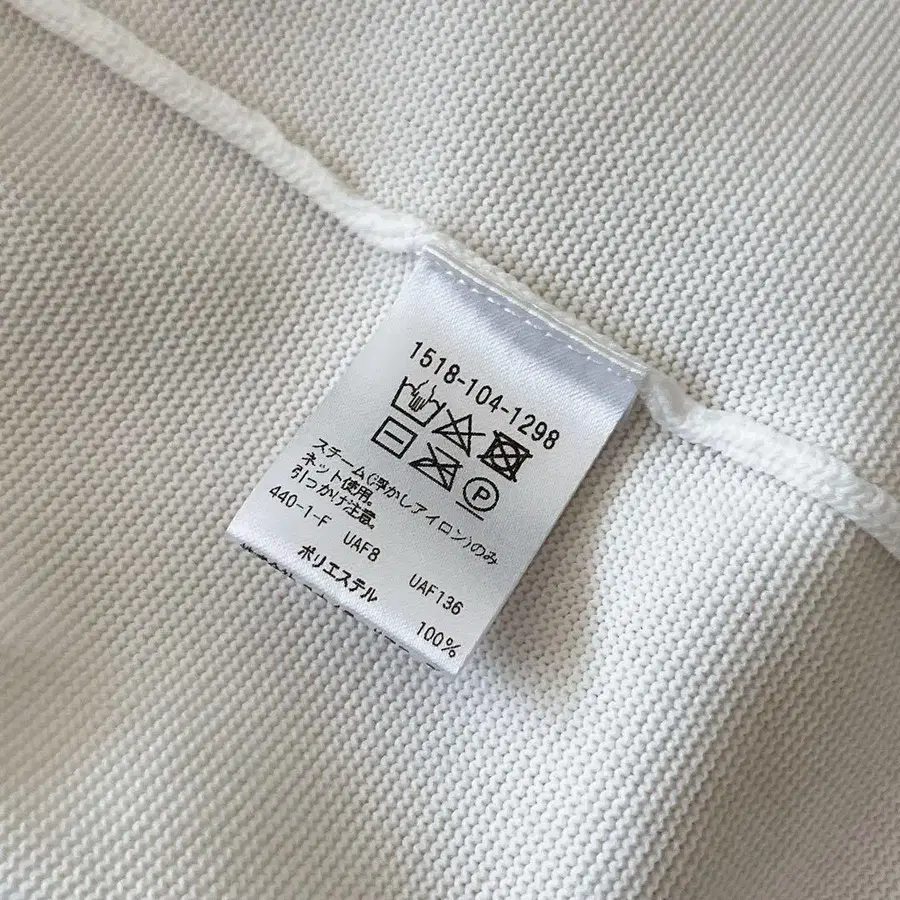 1518-104-1298
P
スチーム(浮かしアイロン)のみ
ネット使用。
引っかけ注意。
440-1-F UAF8 UAF136
ポリエステル 100%